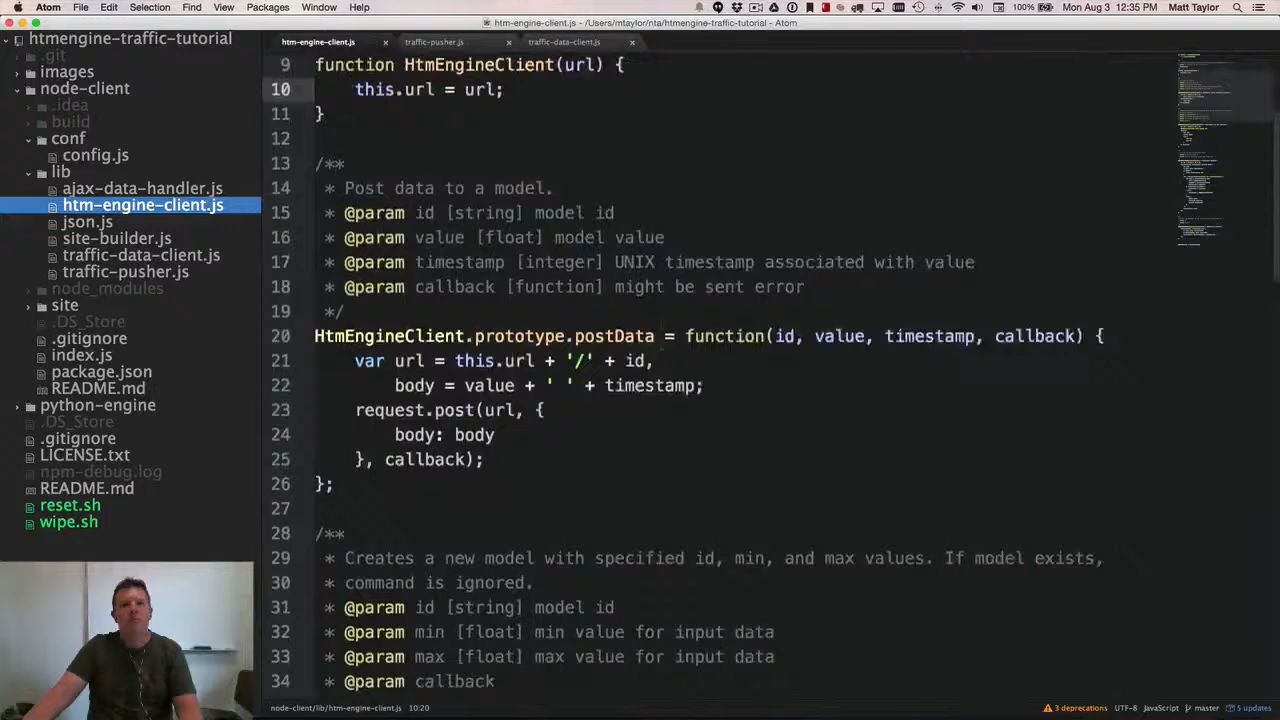 Atom File Edit Selection Find View Packages Window Help 100% Mon Aug 3 12:35 PM Matt Taylor
htm-engine-client.js - /Users/mtaylor/nta/htmengine-traffic-tutorial - Atom
htmengine-traffic-tutorial
.git
images
node-client
.idea
build
conf
config.js
lib
ajax-data-handler.js
htm-engine-client.js
json.js
site-builder.js
traffic-data-client.js
traffic-pusher.js
node_modules
site
.DS_Store
.gitignore
index.js
package.json
README.md
python-engine
.DS_Store
.gitignore
LICENSE.txt
npm-debug.log
README.md
reset.sh
wipe.sh
htm-engine-client.js × traffic-pusher.js × traffic-data-client.js ×
9 function HtmEngineClient(url) {
10 this.url = url;
11 }
12
13 /**
14 * Post data to a model.
15 * @param id [string] model id
16 * @param value [float] model value
17 * @param timestamp [integer] UNIX timestamp associated with value
18 * @param callback [function] might be sent error
19 */
20 HtmEngineClient.prototype.postData = function(id, value, timestamp, callback) {
21 var url = this.url + '/' + id,
22 body = value + ' ' + timestamp;
23 request.post(url, {
24 body: body
25 }, callback);
26 };
27
28 /**
29 * Creates a new model with specified id, min, and max values. If model exists,
30 * command is ignored.
31 * @param id [string] model id
32 * @param min [float] min value for input data
33 * @param max [float] max value for input data
34 * @param callback
node-client/lib/htm-engine-client.js 10:20 3 deprecations UTF-8 JavaScript master 5 updates